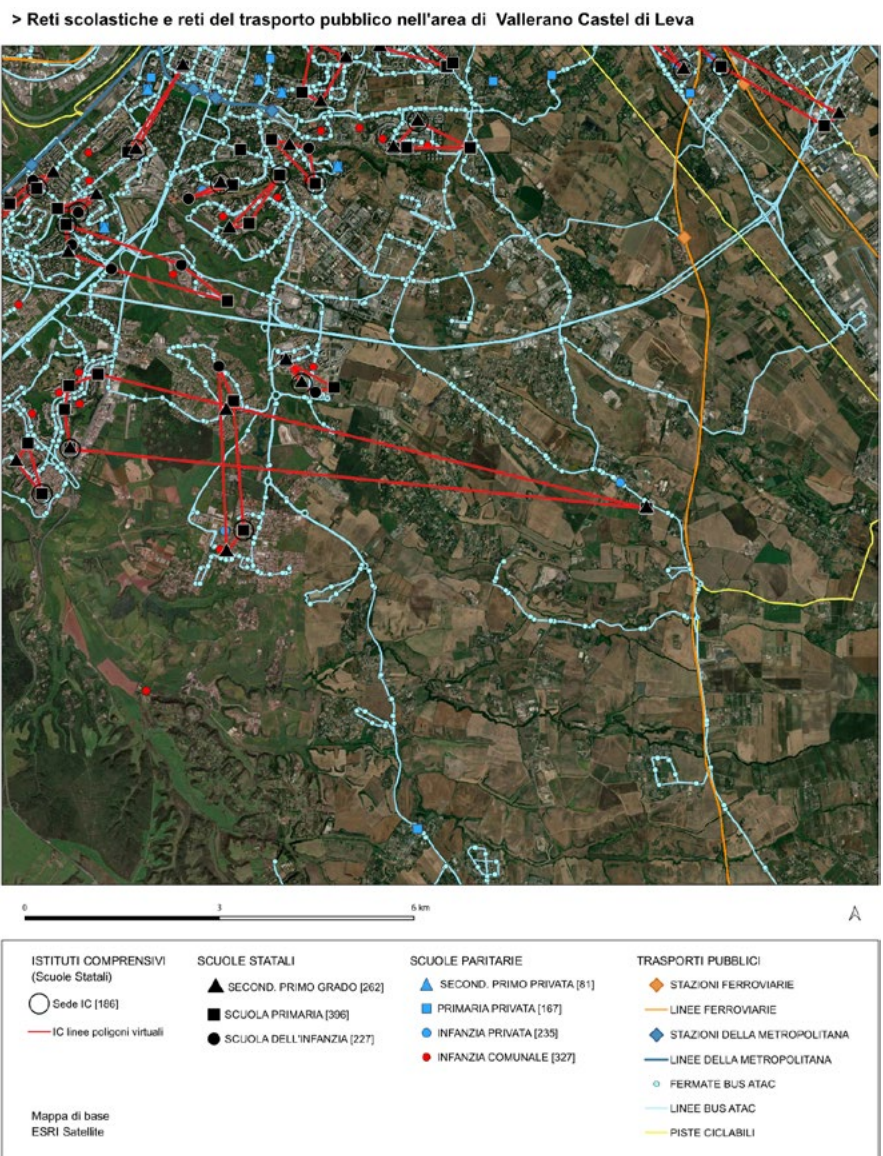 > Reti scolastiche e reti del trasporto pubblico nell'area di Vallerano Castel di Leva
0 3 6 km
ISTITUTI COMPRENSIVI
(Scuole Statali)
Sede IC [186]
IC linee poligoni virtuali
Mappa di base
ESRI Satellite
SCUOLE STATALI
SECOND. PRIMO GRADO [262]
SCUOLA PRIMARIA [396]
SCUOLA DELL'INFANZIA [227]
SCUOLE PARITARIE
SECOND. PRIMO PRIVATA [81]
PRIMARIA PRIVATA [167]
INFANZIA PRIVATA [235]
INFANZIA COMUNALE [327]
TRASPORTI PUBBLICI
STAZIONI FERROVIARIE
LINEE FERROVIARIE
STAZIONI DELLA METROPOLITANA
LINEE DELLA METROPOLITANA
FERMATE BUS ATAC
LINEE BUS ATAC
PISTE CICLABILI